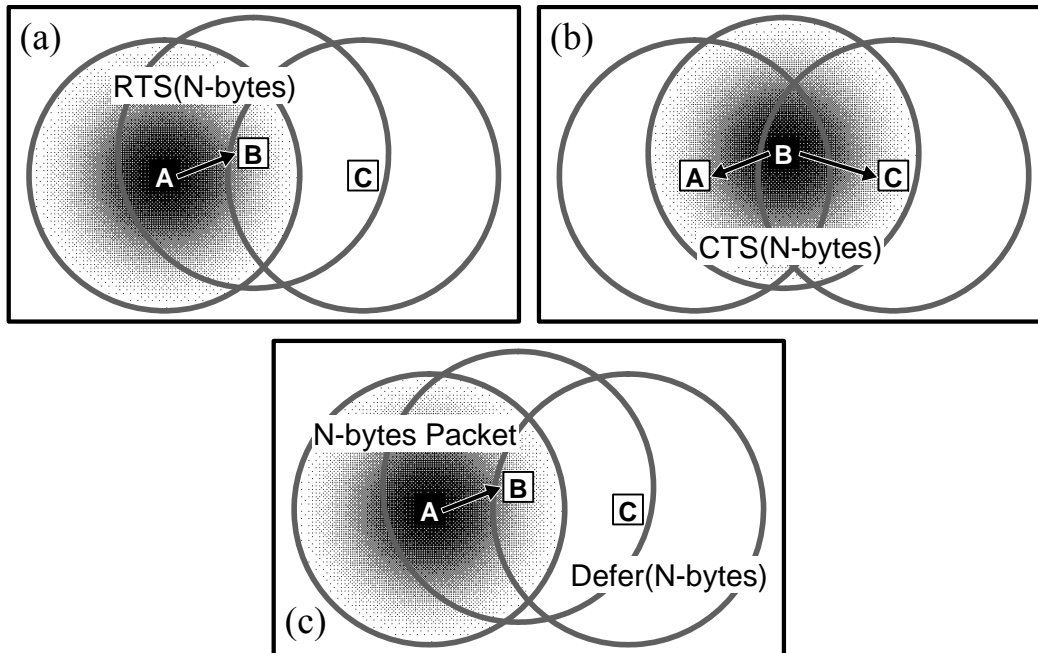 (a)
RTS(N-bytes)
A
B
C
(b)
A
B
C
CTS(N-bytes)
N-bytes Packet
A
B
C
Defer(N-bytes)
(c)